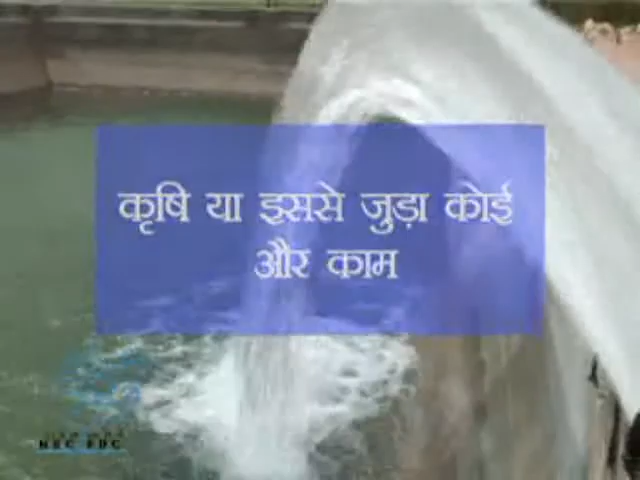 कृषि या इससे जुड़ा कोई
और काम